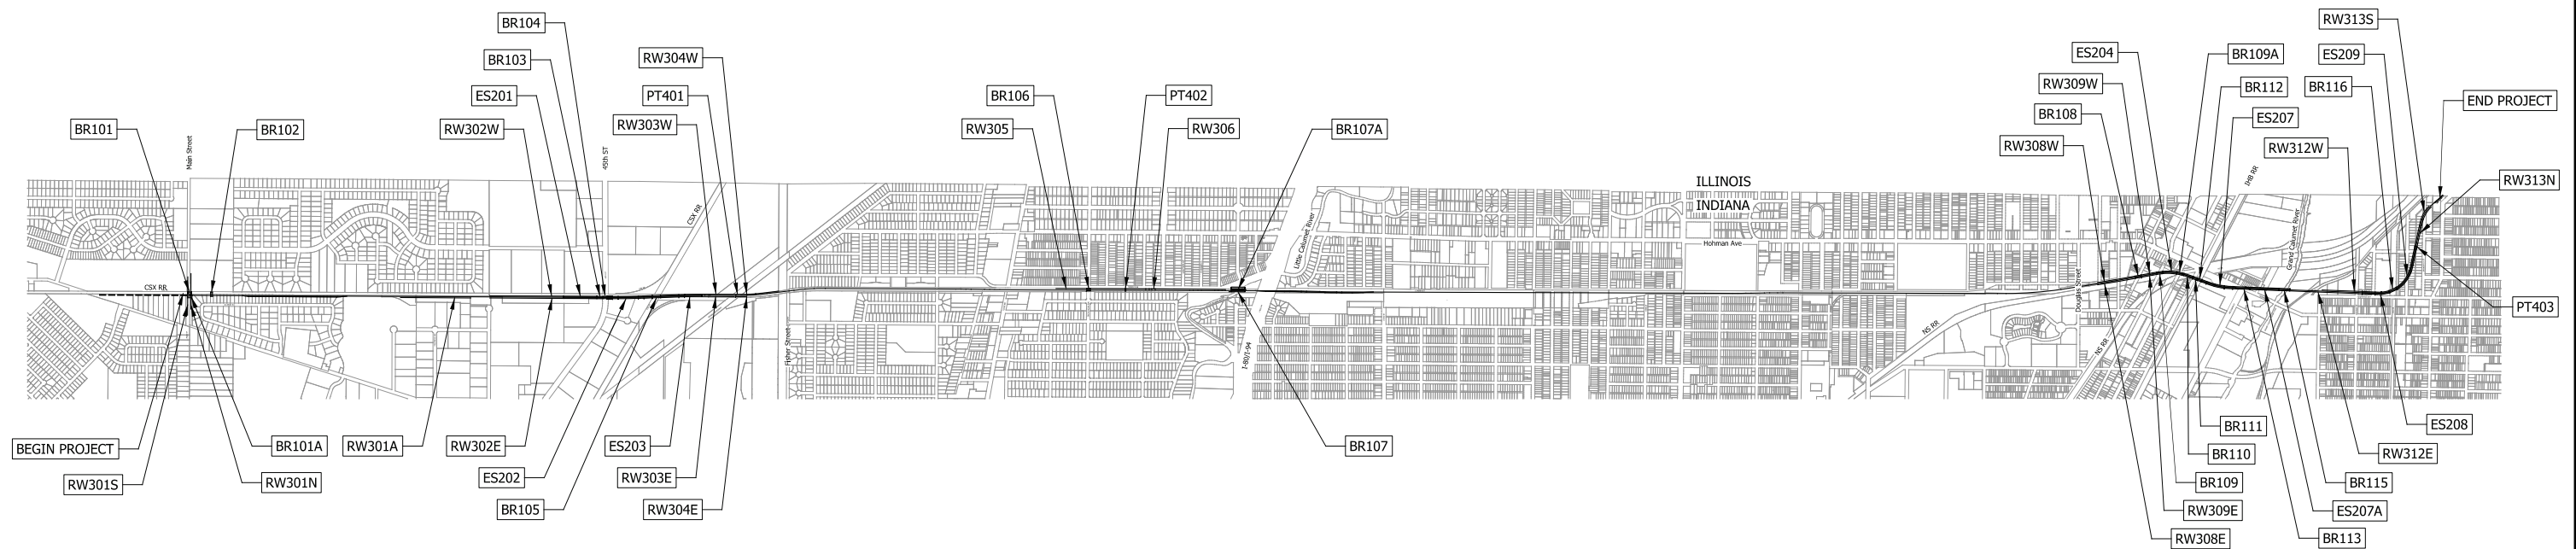 RW313S
BR104
ES204
BR109A
ES209
BR103
RW304W
RW309W
BR112
BR116
ES201
PT401
BR106
PT402
END PROJECT
BR108
ES207
BR101
BR102
RW302W
RW303W
RW305
RW306
BR107A
RW308W
RW312W
Main Street
45th ST
CSX RR
ILLINOIS
INDIANA
IHB RR
RW313N
Little Calumet River
Grand Calumet River
Hohman Ave
CSX RR
Douglas Street
PT403
NS RR
Fisher Street
I-80/I-94
NS RR
ES208
BR111
BEGIN PROJECT
BR101A
RW301A
RW302E
ES203
BR107
BR110
RW312E
RW301S
RW301N
ES202
RW303E
BR109
BR115
BR105
RW304E
RW309E
ES207A
RW308E
BR113